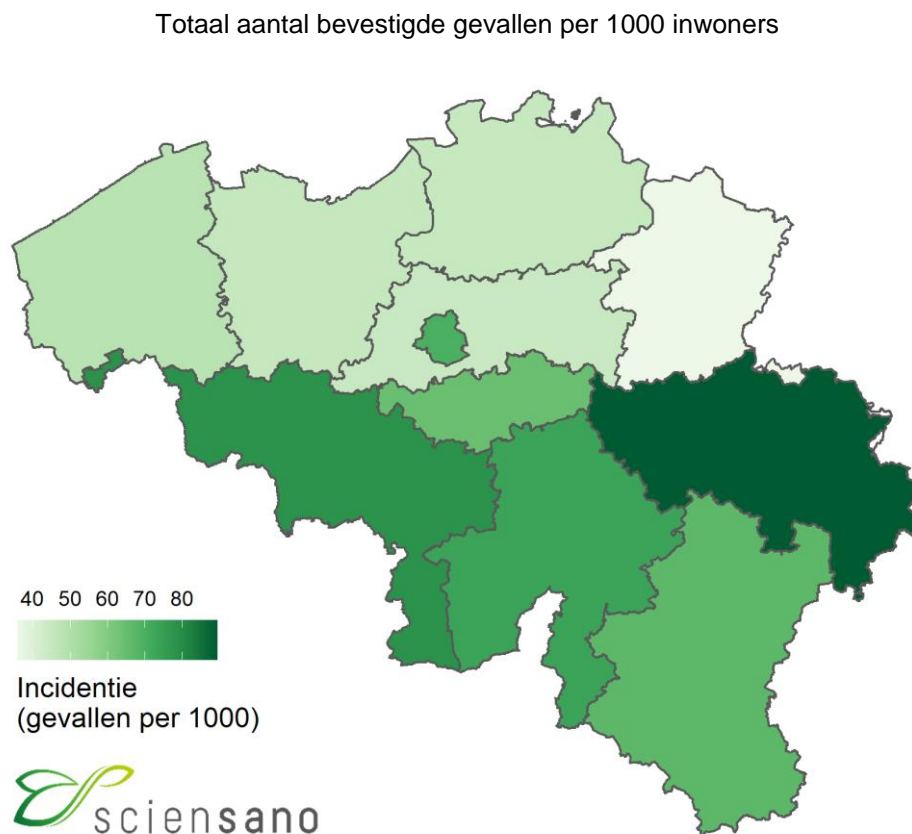 Totaal aantal bevestigde gevallen per 1000 inwoners
40 50 60 70 80
Incidentie
(gevallen per 1000)
sciensano